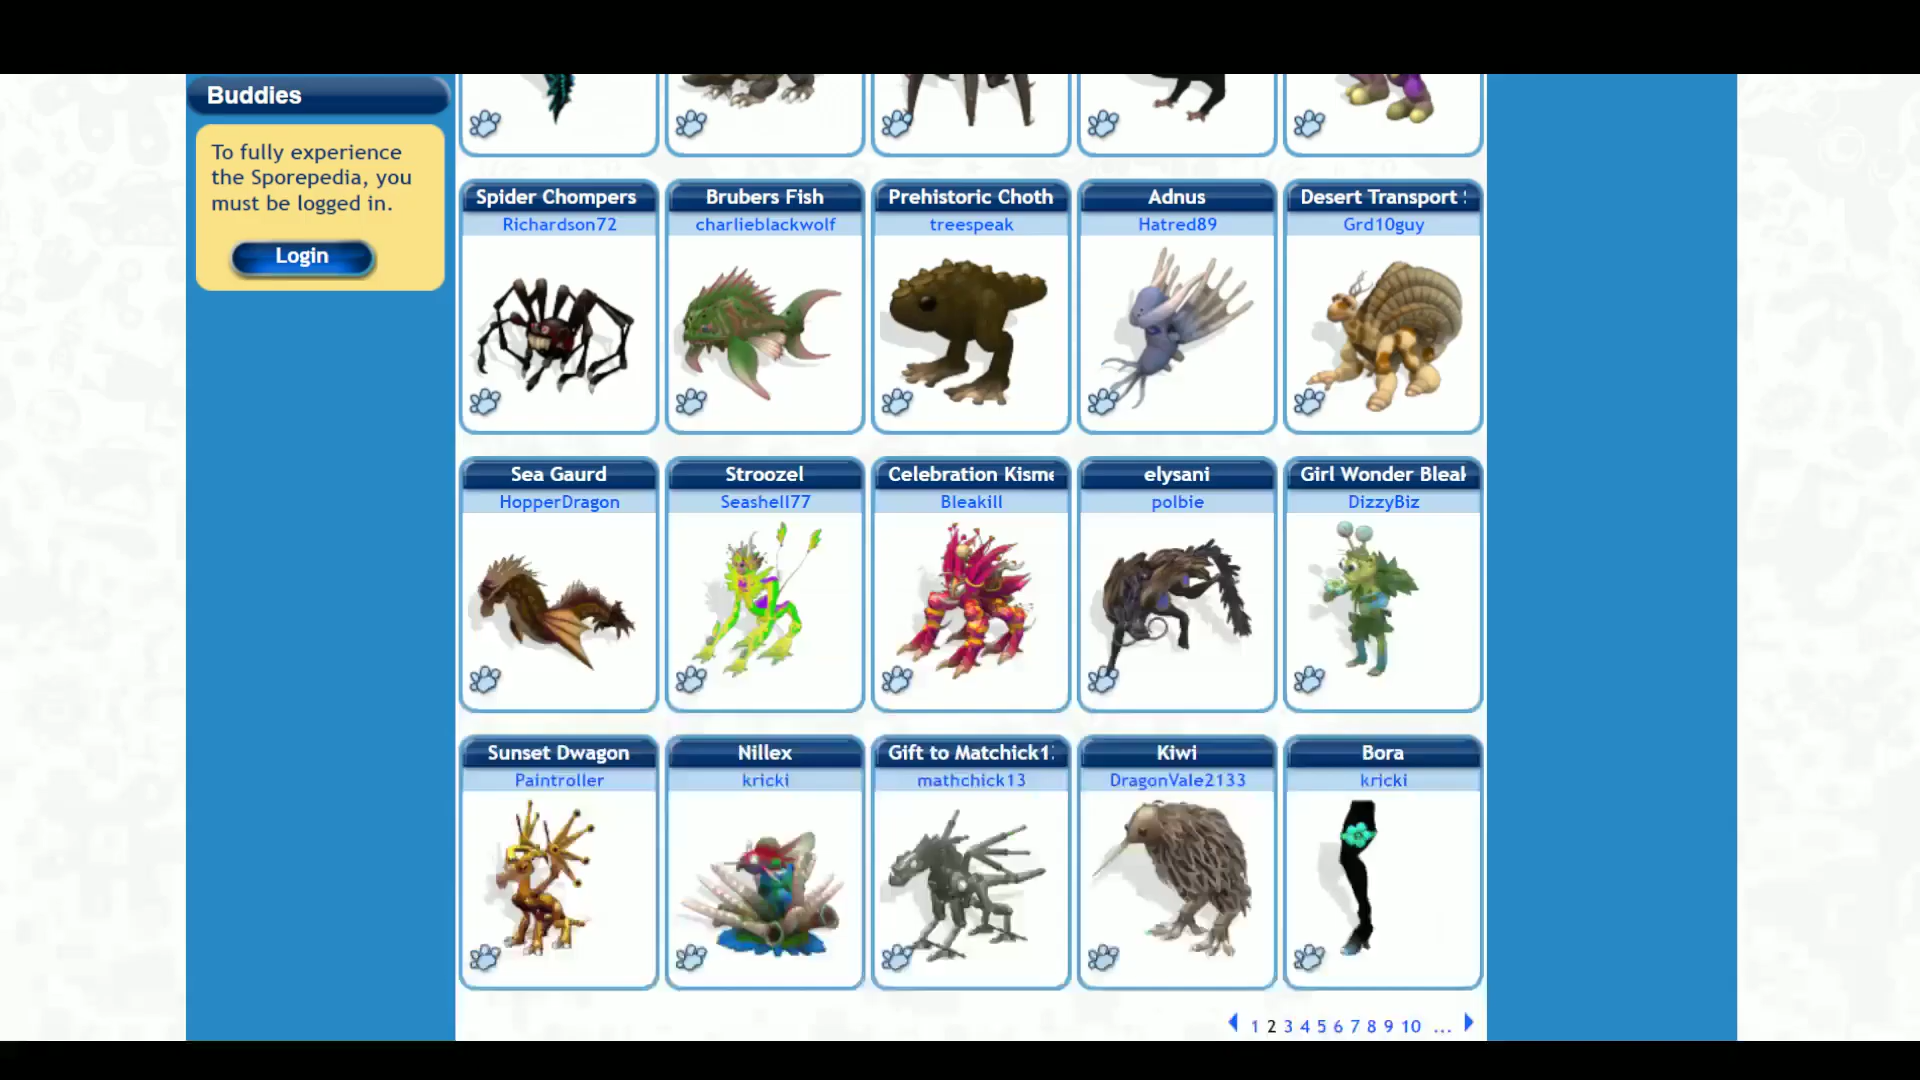 Buddies
To fully experience
the Sporepedia, you
must be logged in.
Login
Spider Chompers
Richardson72
Brubers Fish
charlieblackwolf
Prehistoric Choth
treespeak
Adnus
Hatred89
Desert Transport
Grd10guy
Sea Gaurd
HopperDragon
Stroozel
Seashell77
Celebration Kisme
Bleakill
elysani
polbie
Girl Wonder Bleak
DizzyBiz
Sunset Dwagon
Paintroller
Nillex
kricki
Gift to Matchick1
mathchick13
Kiwi
DragonVale2133
Bora
kricki
1 2 3 4 5 6 7 8 9 10 ...